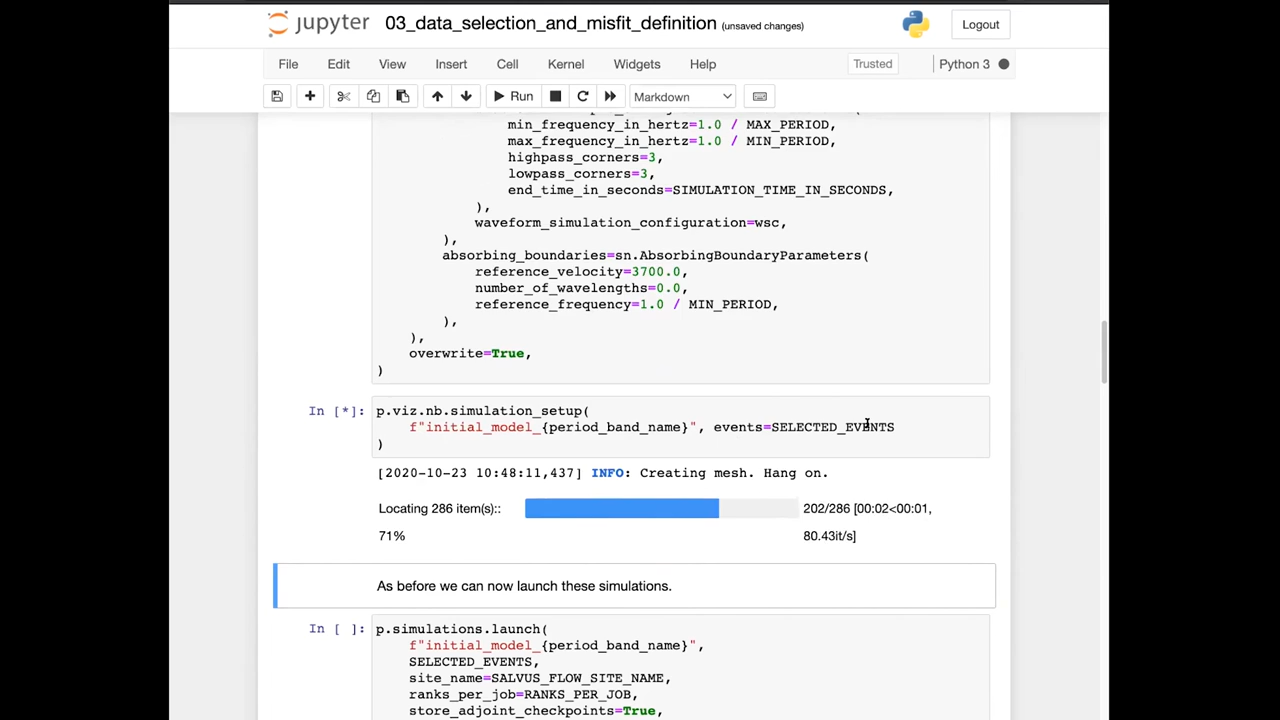 jupyter 03_data_selection_and_misfit_definition (unsaved changes) Logout
File Edit View Insert Cell Kernel Widgets Help Trusted Python 3
Run Markdown
min_frequency_in_hertz=1.0 / MAX_PERIOD,
max_frequency_in_hertz=1.0 / MIN_PERIOD,
highpass_corners=3,
lowpass_corners=3,
end_time_in_seconds=SIMULATION_TIME_IN_SECONDS,
),
waveform_simulation_configuration=wsc,
),
absorbing_boundaries=sn.AbsorbingBoundaryParameters(
reference_velocity=3700.0,
number_of_wavelengths=0.0,
reference_frequency=1.0 / MIN_PERIOD,
),
),
overwrite=True,
)
In [*]: p.viz.nb.simulation_setup(
f"initial_model_{period_band_name}", events=SELECTED_EVENTS
)
[2020-10-23 10:48:11,437] INFO: Creating mesh. Hang on.
Locating 286 item(s):: 202/286 [00:02<00:01,
71% 80.43it/s]
As before we can now launch these simulations.
In [ ]: p.simulations.launch(
f"initial_model_{period_band_name}",
SELECTED_EVENTS,
site_name=SALVUS_FLOW_SITE_NAME,
ranks_per_job=RANKS_PER_JOB,
store_adjoint_checkpoints=True,